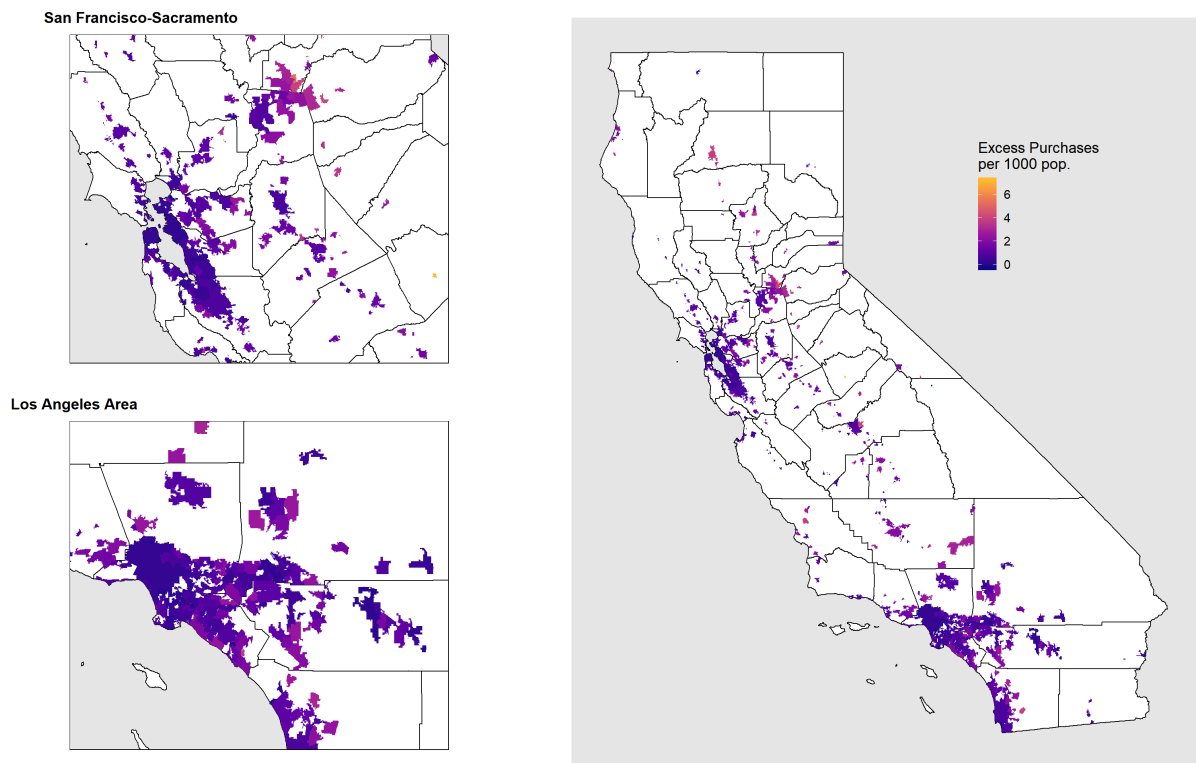 San Francisco-Sacramento
Los Angeles Area
Excess Purchases
per 1000 pop.
6
4
2
0